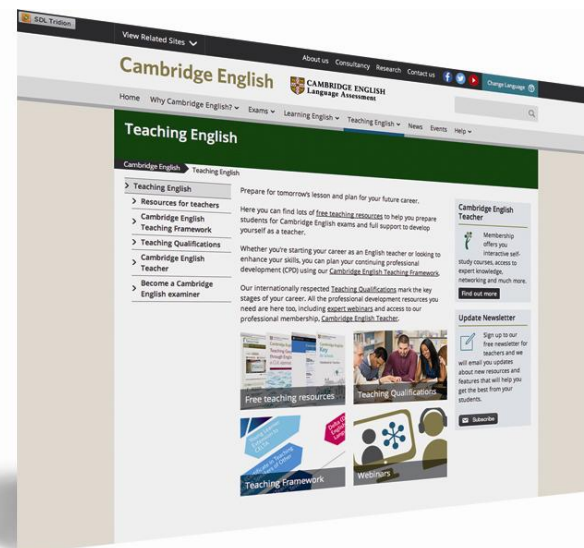 SDL Tridion
View Related Sites
About us Consultancy Research Contact us
Change Language
Cambridge English
CAMBRIDGE ENGLISH
Language Assessment
Home Why Cambridge English? Exams Learning English Teaching English News Events Help
Teaching English
Cambridge English Teaching English
Teaching English
Resources for teachers
Cambridge English
Teaching Framework
Teaching Qualifications
Cambridge English
Teacher
Become a Cambridge
English examiner
Prepare for tomorrow's lesson and plan for your future career.
Here you can find lots of free teaching resources to help you prepare
students for Cambridge English exams and full support to develop
yourself as a teacher.
Whether you're starting your career as an English teacher or looking to
enhance your skills, you can plan your continuing professional
development (CPD) using our Cambridge English Teaching Framework.
Our internationally respected Teaching Qualifications mark the key
stages of your career. All the professional development resources you
need are here too, including expert webinars and access to our
professional membership, Cambridge English Teacher.
Free teaching resources
Teaching Qualifications
Teaching Framework
Webinars
Cambridge English
Teacher
Membership
offers you
interactive self-
study courses, access to
expert knowledge,
networking and much more.
Find out more
Update Newsletter
Sign up to our
free newsletter for
teachers and we
will email you updates
about new resources and
features that will help you
get the best from your
students.
Subscribe